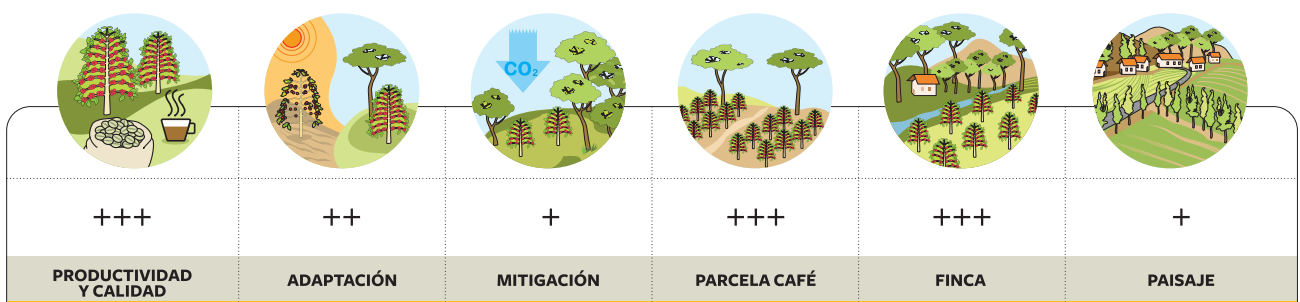 CO₂
+++
++
+
+++
+++
+
PRODUCTIVIDAD
Y CALIDAD
ADAPTACIÓN
MITIGACIÓN
PARCELA CAFÉ
FINCA
PAISAJE